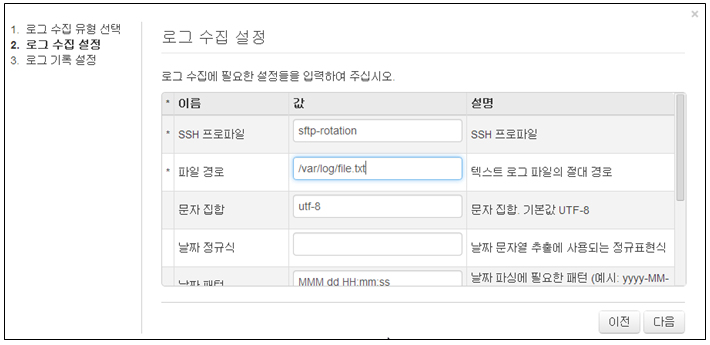 ×
1. 로그 수집 유형 선택
2. 로그 수집 설정
3. 로그 기록 설정
로그 수집 설정
로그 수집에 필요한 설정들을 입력하여 주십시오.
* 이름 값 설명
* SSH 프로파일 sftp-rotation SSH 프로파일
* 파일 경로 /var/log/file.txt 텍스트 로그 파일의 절대 경로
문자 집합 utf-8 문자 집합. 기본값 UTF-8
날짜 정규식 날짜 문자열 추출에 사용되는 정규표현식
날짜 패턴 MMM dd HH:mm:ss 날짜 파싱에 필요한 패턴 (예시: yyyy-MM-
이전 다음